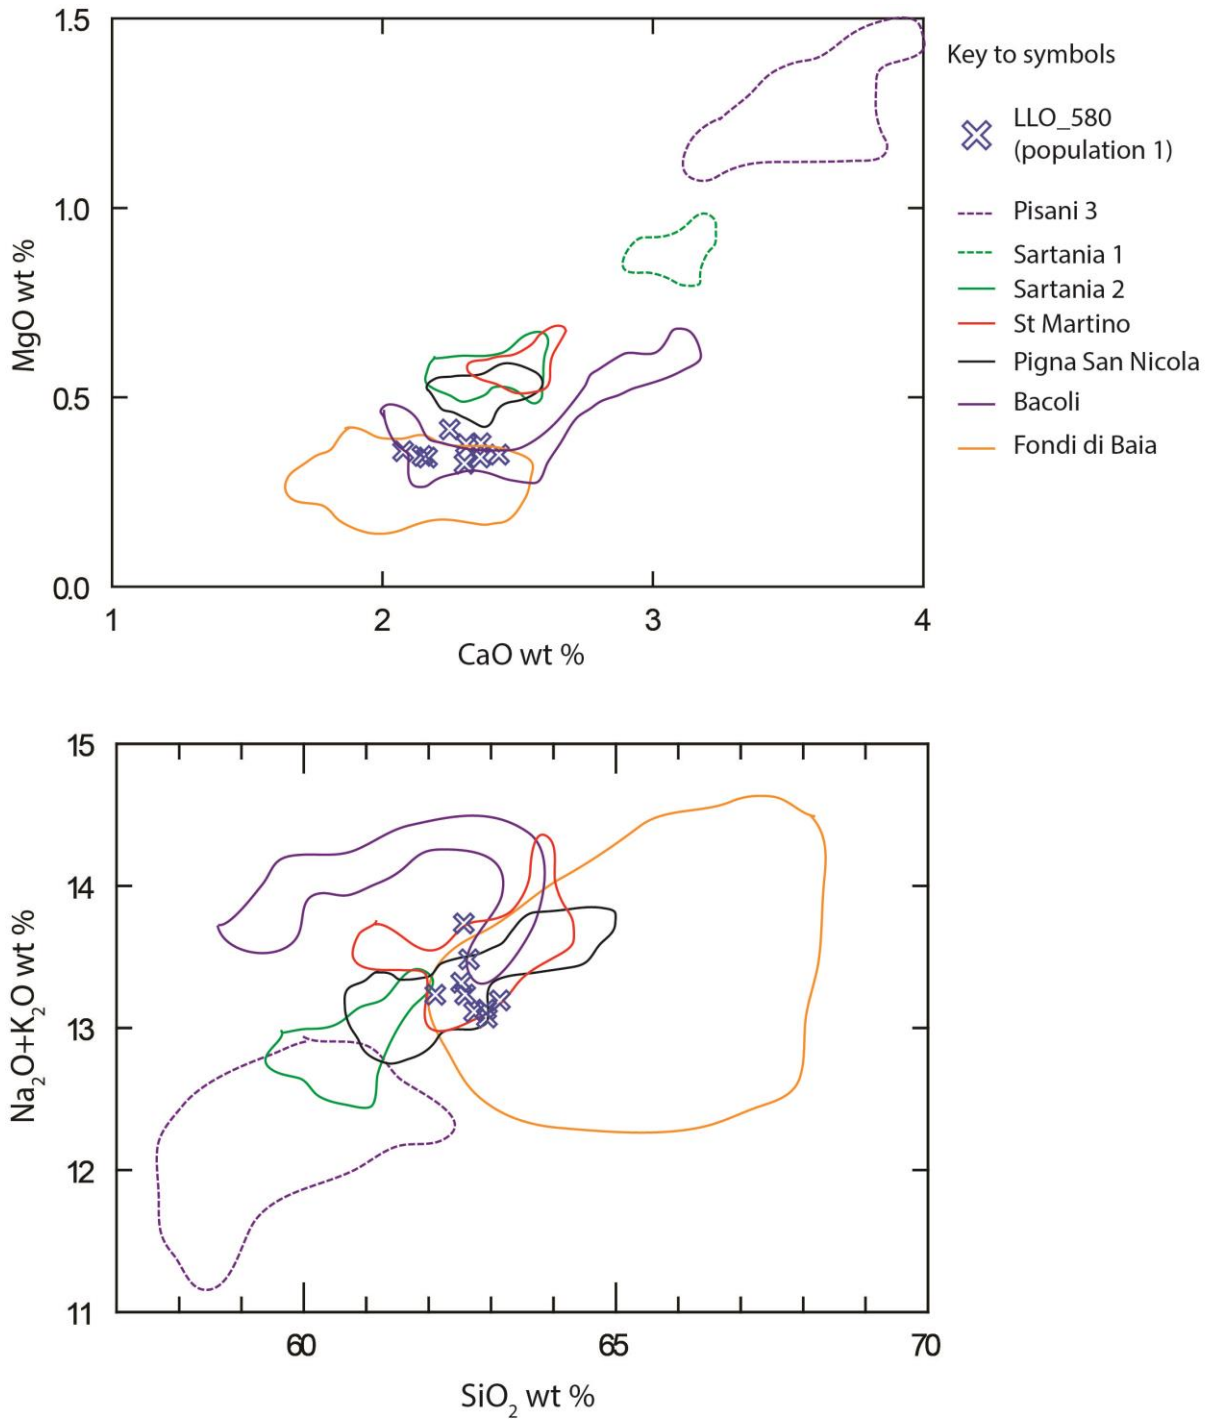 1.5
1.0
0.5
0.0
MgO wt %
1
2
3
4
CaO wt %
Key to symbols
LLO_580
(population 1)
Pisani 3
Sartania 1
Sartania 2
St Martino
Pigna San Nicola
Bacoli
Fondi di Baia
15
14
13
12
11
Na₂O+K₂O wt %
60
65
70
SiO₂ wt %